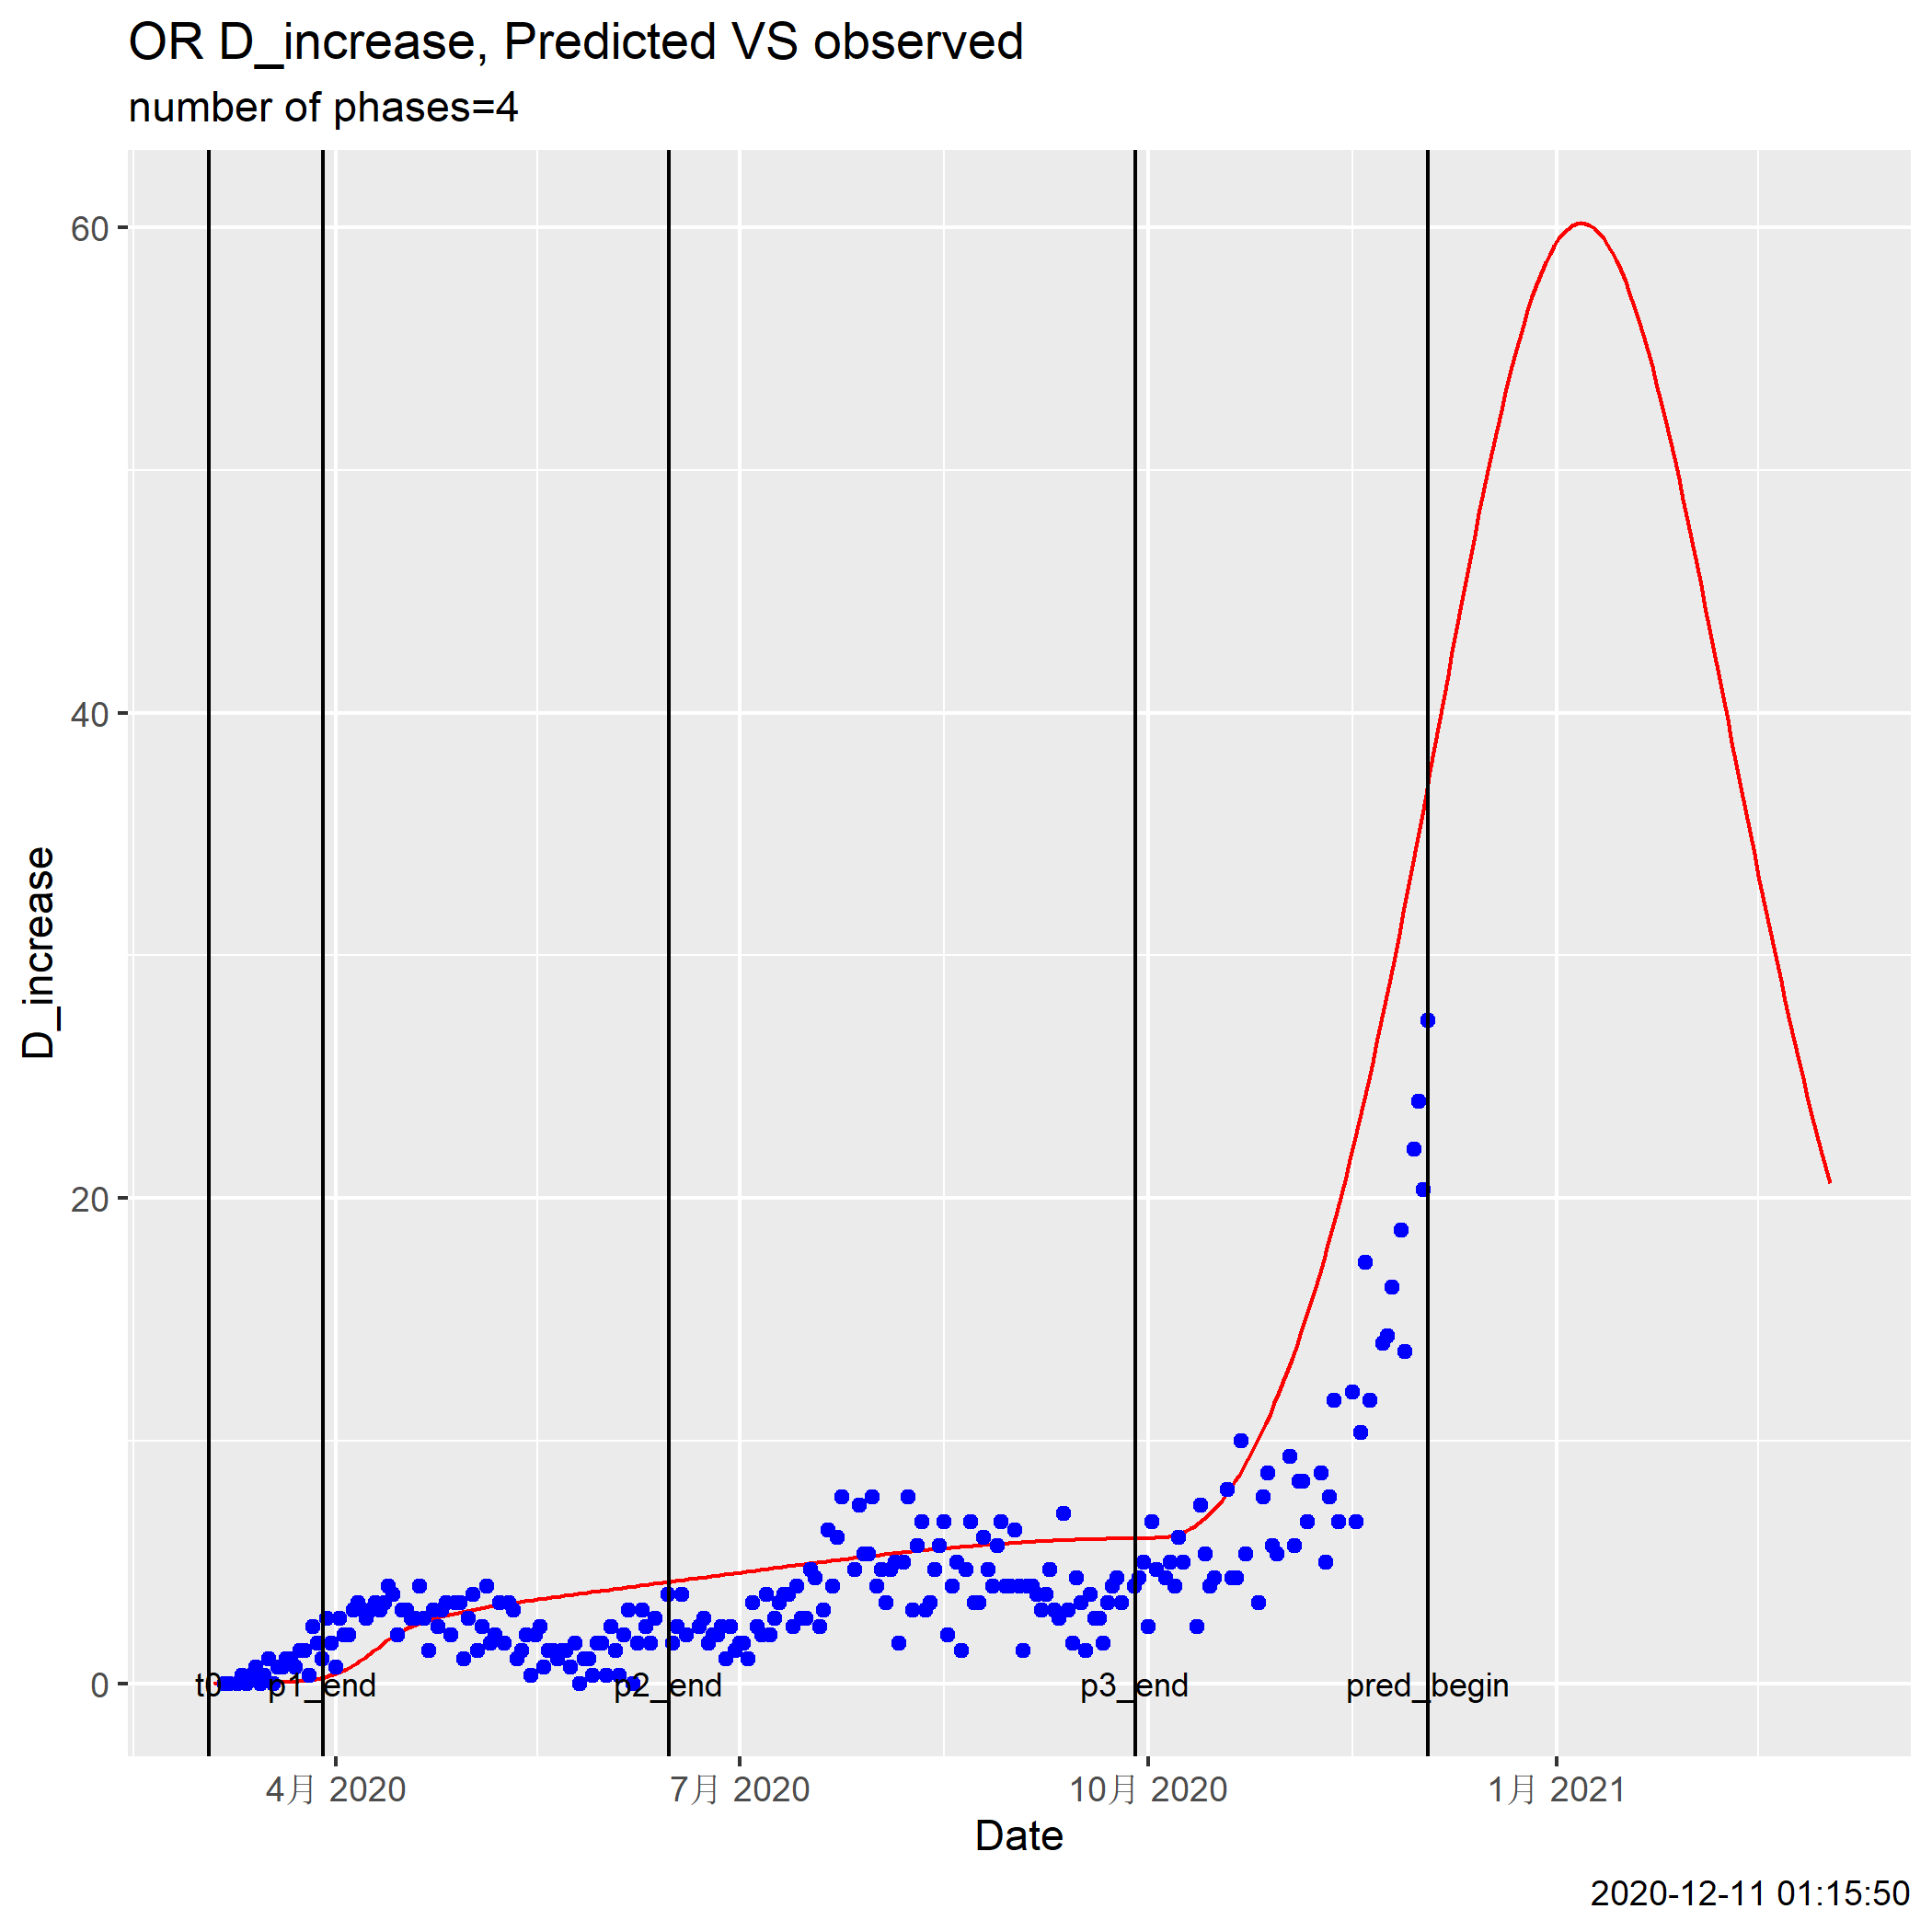 OR D_increase, Predicted VS observed
number of phases=4
60
40
20
0
D_increase
t0
p1_end
p2_end
p3_end
pred_begin
4月 2020
7月 2020
10月 2020
1月 2021
Date
2020-12-11 01:15:50